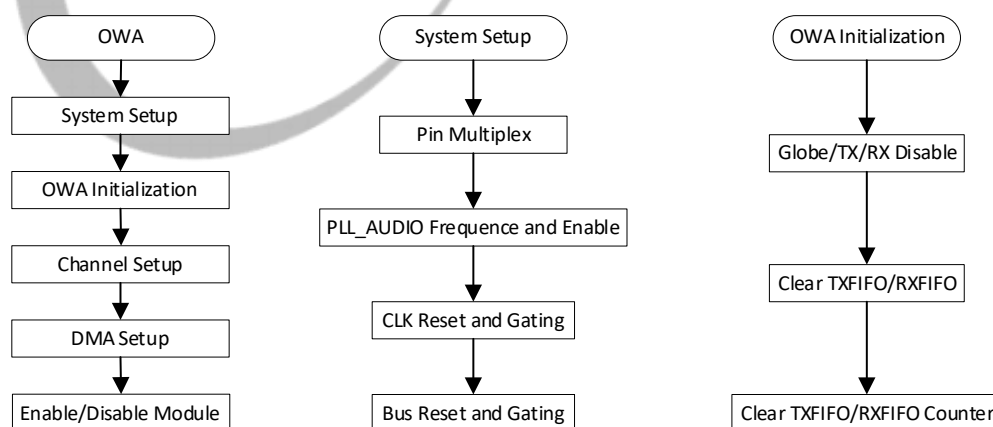 OWA
System Setup
OWA Initialization
Channel Setup
DMA Setup
Enable/Disable Module
System Setup
Pin Multiplex
PLL_AUDIO Frequence and Enable
CLK Reset and Gating
Bus Reset and Gating
OWA Initialization
Globe/TX/RX Disable
Clear TXFIFO/RXFIFO
Clear TXFIFO/RXFIFO Counter